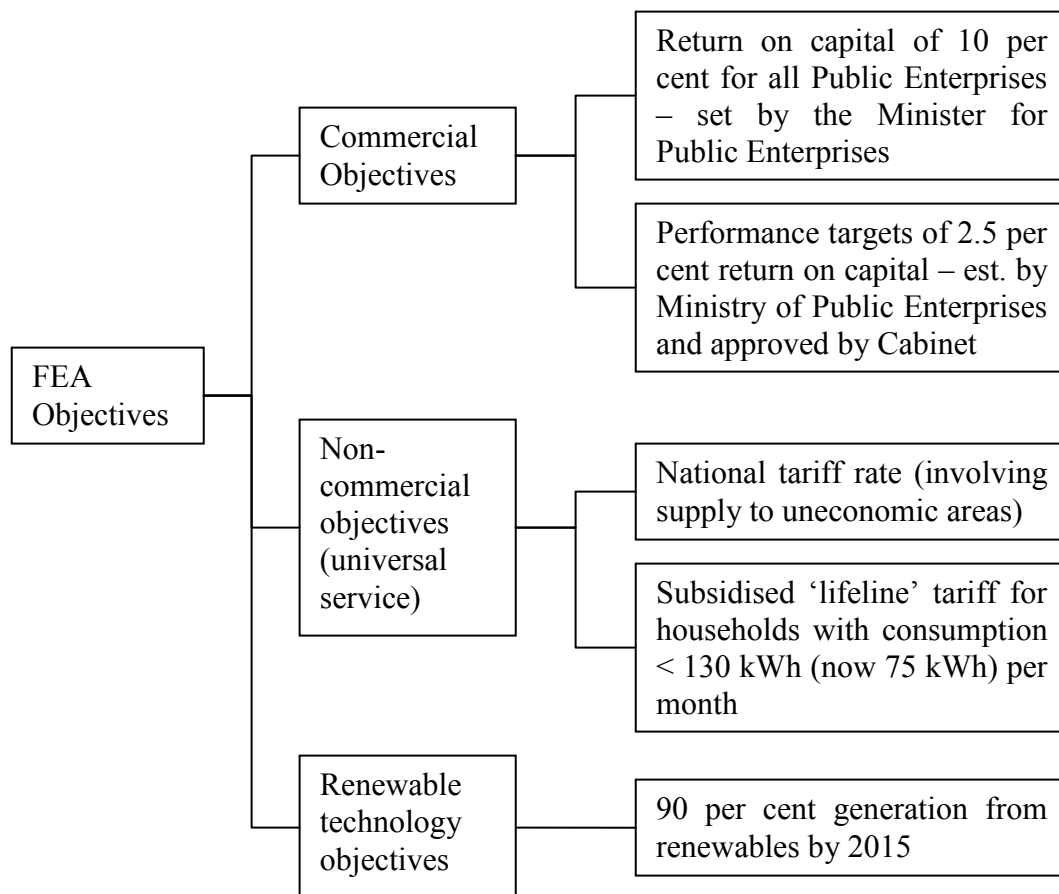 FEA
Objectives
Commercial
Objectives
Return on capital of 10 per
cent for all Public Enterprises
– set by the Minister for
Public Enterprises
Performance targets of 2.5 per
cent return on capital – est. by
Ministry of Public Enterprises
and approved by Cabinet
Non-
commercial
objectives
(universal
service)
National tariff rate (involving
supply to uneconomic areas)
Subsidised ‘lifeline’ tariff for
households with consumption
< 130 kWh (now 75 kWh) per
month
Renewable
technology
objectives
90 per cent generation from
renewables by 2015